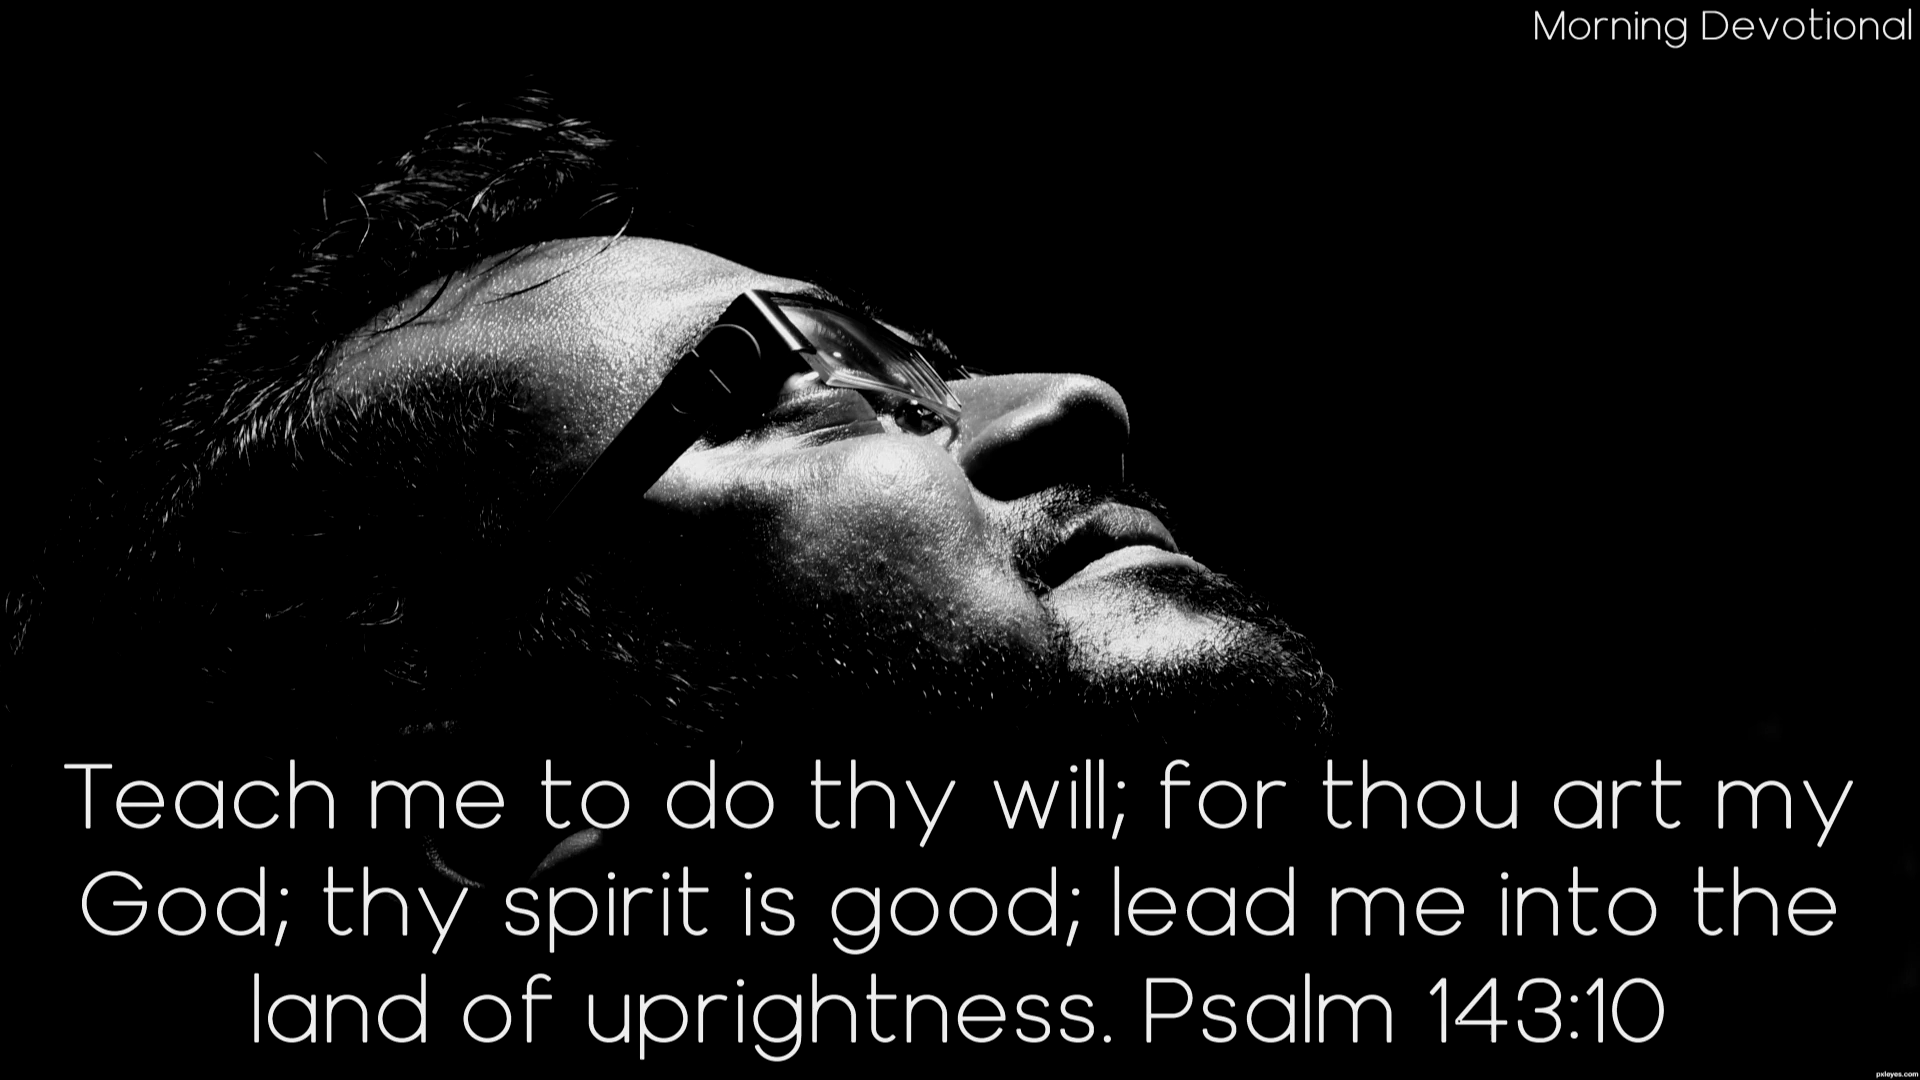 Morning Devotional
Teach me to do thy will; for thou art my
God; thy spirit is good; lead me into the
land of uprightness. Psalm 143:10
pxleyes.com